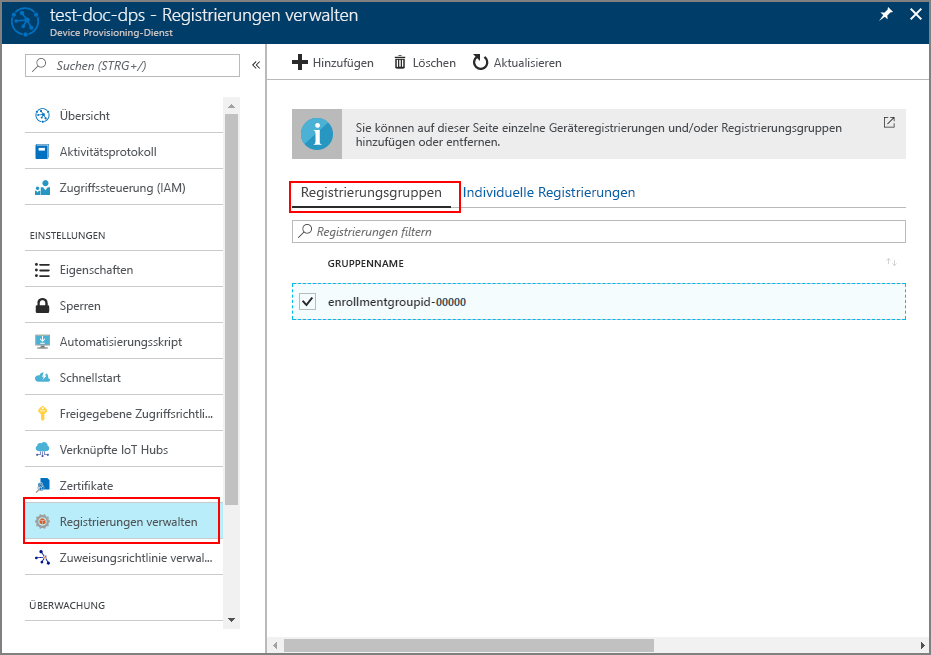 test-doc-dps - Registrierungen verwalten
Device Provisioning-Dienst
Suchen (STRG+/)
Übersicht
Aktivitätsprotokoll
Zugriffssteuerung (IAM)
EINSTELLUNGEN
Eigenschaften
Sperren
Automatisierungsskript
Schnellstart
Freigegebene Zugriffsrichtli...
Verknüpfte IoT Hubs
Zertifikate
Registrierungen verwalten
Zuweisungsrichtlinie verwal...
ÜBERWACHUNG
Hinzufügen
Löschen
Aktualisieren
Sie können auf dieser Seite einzelne Geräteregistrierungen und/oder Registrierungsgruppen
hinzufügen oder entfernen.
Registrierungsgruppen
Individuelle Registrierungen
Registrierungen filtern
GRUPPENNAME
enrollmentgroupid-00000